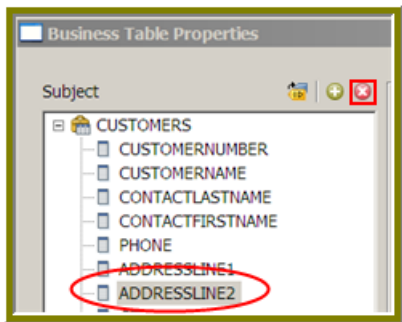 Business Table Properties
Subject
CUSTOMERS
CUSTOMERNUMBER
CUSTOMERNAME
CONTACTLASTNAME
CONTACTFIRSTNAME
PHONE
ADDRESSLINE1
ADDRESSLINE2